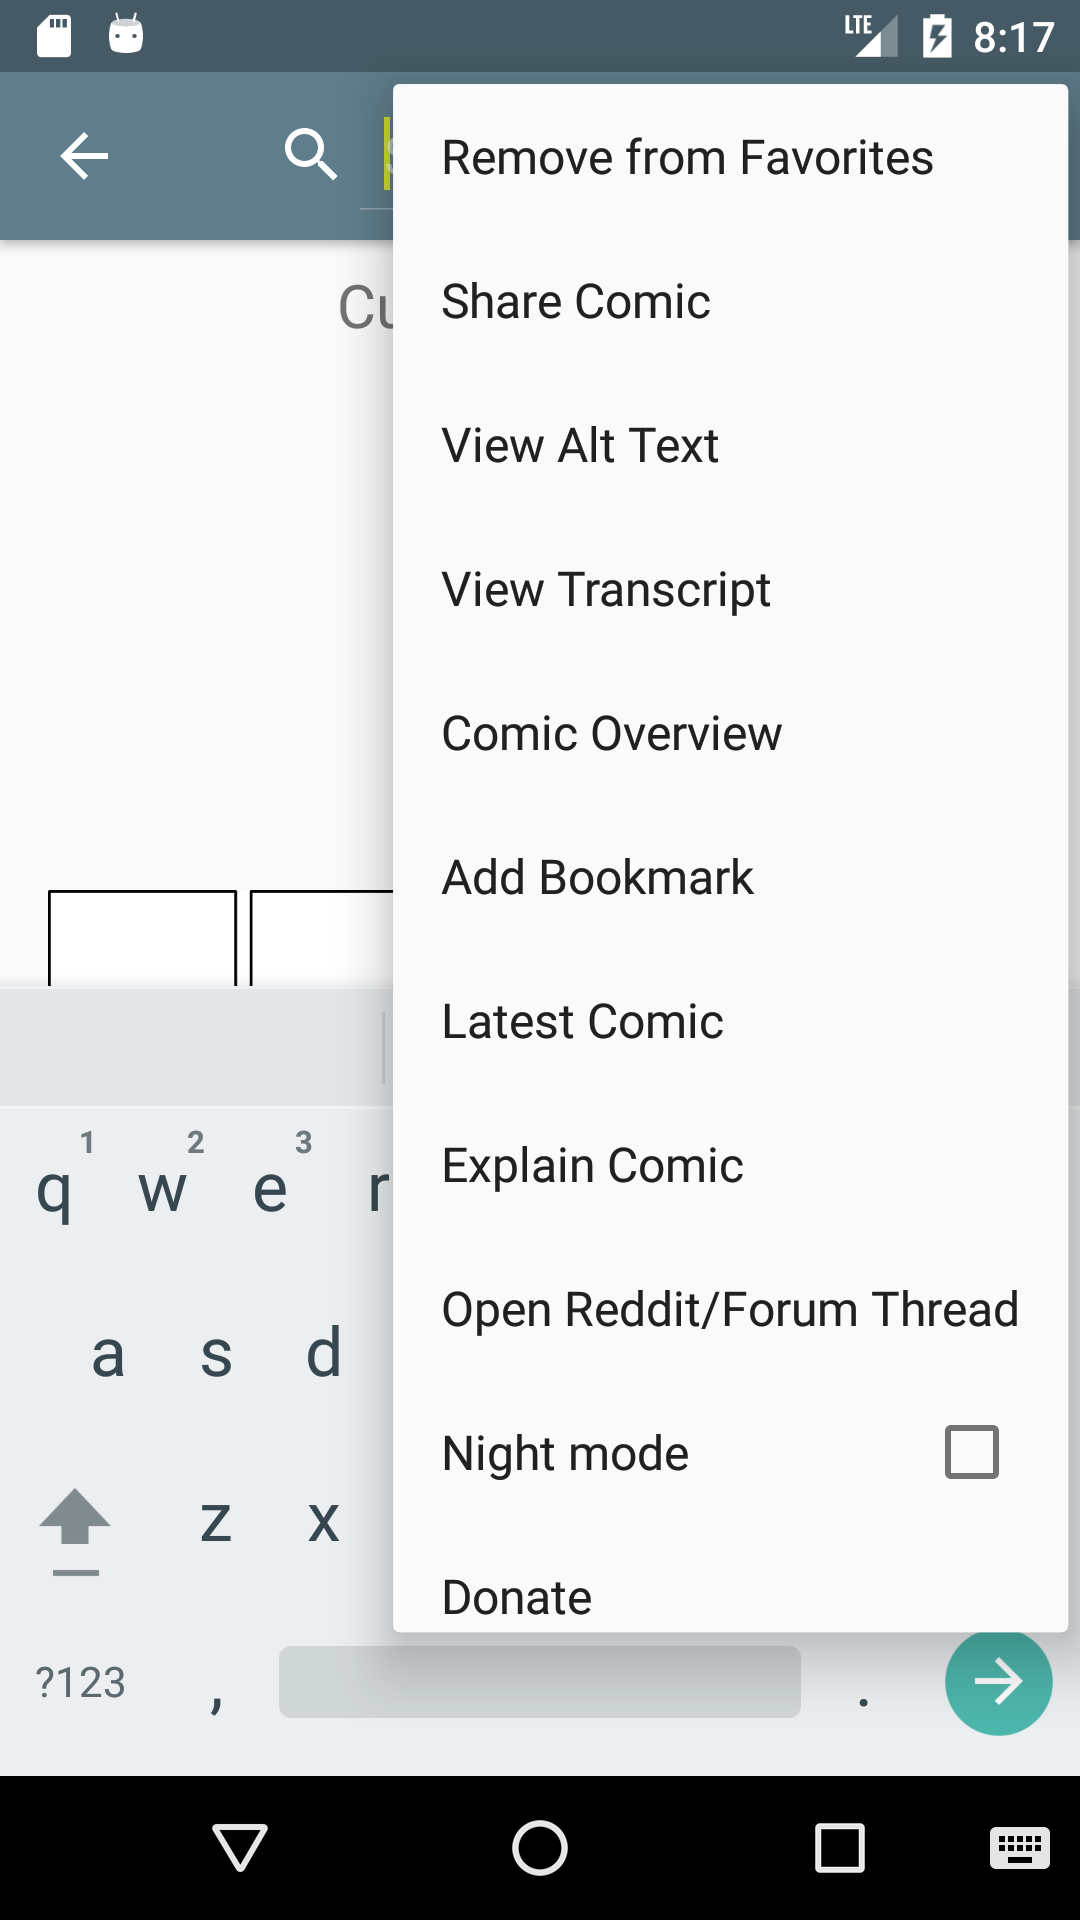 LTE 8:17
Remove from Favorites
Share Comic
View Alt Text
View Transcript
Comic Overview
Add Bookmark
Latest Comic
Explain Comic
Open Reddit/Forum Thread
Night mode
Donate
1 2 3
q w e r
a s d
z x
?123 , .